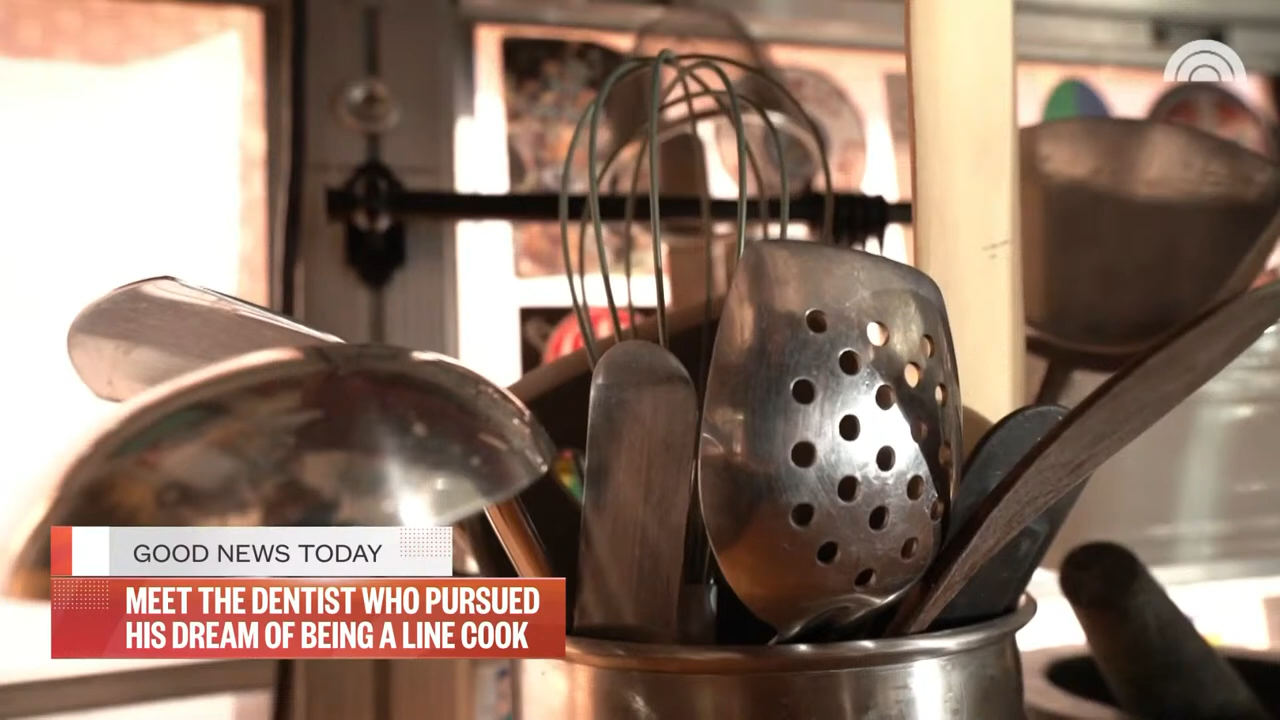 GOOD NEWS TODAY
MEET THE DENTIST WHO PURSUED
HIS DREAM OF BEING A LINE COOK